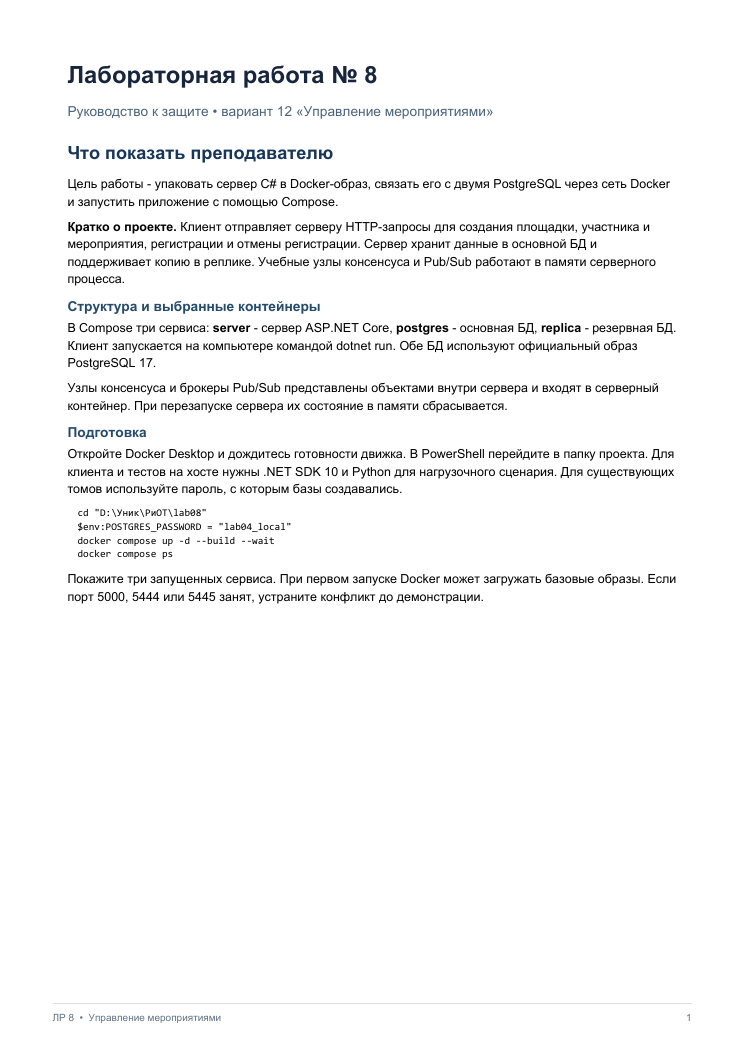 Лабораторная работа № 8
Руководство к защите • вариант 12 «Управление мероприятиями»
Что показать преподавателю
Цель работы - упаковать сервер C# в Docker-образ, связать его с двумя PostgreSQL через сеть Docker
и запустить приложение с помощью Compose.
Кратко о проекте. Клиент отправляет серверу HTTP-запросы для создания площадки, участника и
мероприятия, регистрации и отмены регистрации. Сервер хранит данные в основной БД и
поддерживает копию в реплике. Учебные узлы консенсуса и Pub/Sub работают в памяти серверного
процесса.
Структура и выбранные контейнеры
В Compose три сервиса: server - сервер ASP.NET Core, postgres - основная БД, replica - резервная БД.
Клиент запускается на компьютере командой dotnet run. Обе БД используют официальный образ
PostgreSQL 17.
Узлы консенсуса и брокеры Pub/Sub представлены объектами внутри сервера и входят в серверный
контейнер. При перезапуске сервера их состояние в памяти сбрасывается.
Подготовка
Откройте Docker Desktop и дождитесь готовности движка. В PowerShell перейдите в папку проекта. Для
клиента и тестов на хосте нужны .NET SDK 10 и Python для нагрузочного сценария. Для существующих
томов используйте пароль, с которым базы создавались.
cd "D:\Уник\РиОТ\lab08"
$env:POSTGRES_PASSWORD = "lab04_local"
docker compose up -d --build --wait
docker compose ps
Покажите три запущенных сервиса. При первом запуске Docker может загружать базовые образы. Если
порт 5000, 5444 или 5445 занят, устраните конфликт до демонстрации.
ЛР 8 • Управление мероприятиями
1